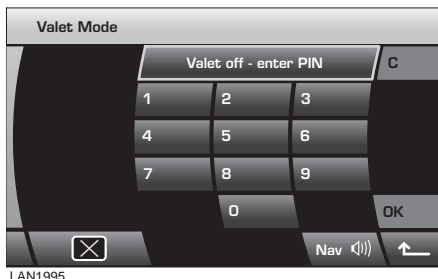 Valet Mode
Valet off - enter PIN
C
1 2 3
4 5 6
7 8 9
0
OK
Nav
LAN1995